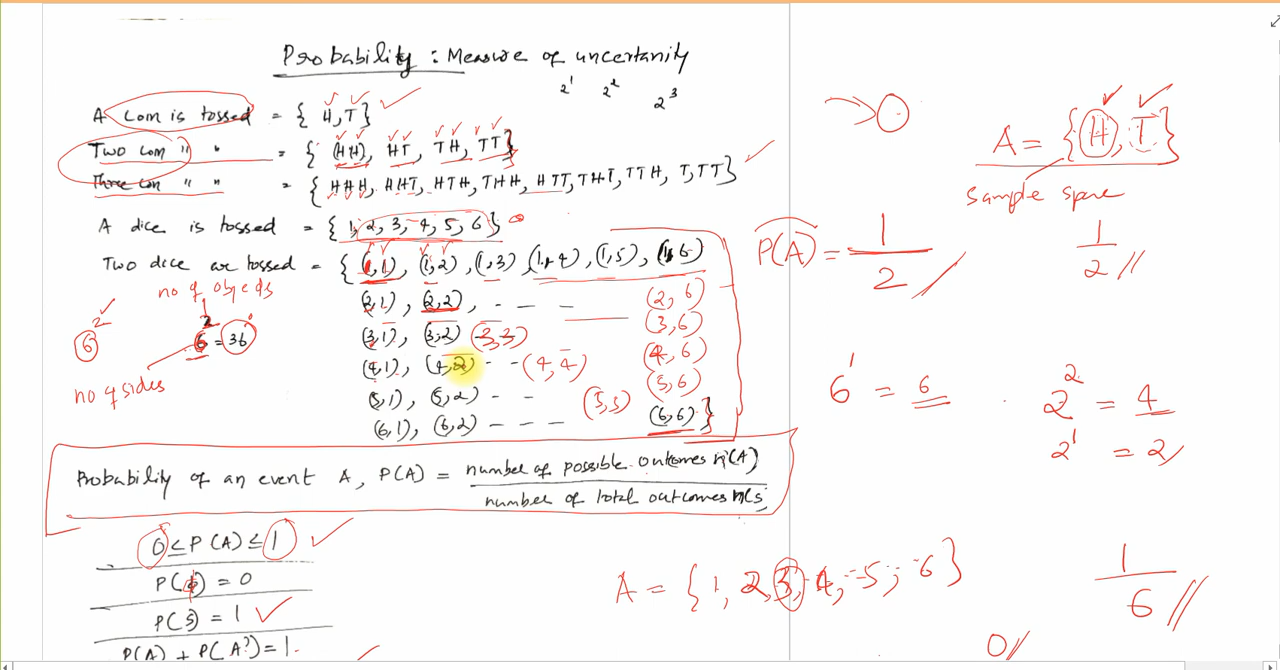 Probability : Measure of uncertanity
2¹ 2² 2³
A Coin is tossed = { H, T }
Two Coin " " = { (HH), HT, TH, TT }
Three Coin " " = { HHH, HHT, HTH, THH, HTT, THT, TTH, T,TT }
A dice is tossed = { 1, 2, 3, 4, 5, 6 }
Two dice are tossed = { (1,1), (1,2), (1,3), (1,4), (1,5), (1,6)
(2,1), (2,2), - - - (2,6)
(3,1), (3,2) (3,3) (3,6)
(4,1), (4,2) - - (4,4) (4,6)
(5,1), (5,2) - - (5,5) (5,6)
(6,1), (6,2) - - - - (6,6) }
no of objeds
6²
6² = 36
no of sides
Probability of an event A, P(A) = number of possible outcomes n(A)
number of total outcomes n(s)
0 ≤ P(A) ≤ 1
P(ϕ) = 0
P(S) = 1
P(A) + P(A') = 1.
A = { H, T }
Sample space
P(A) = 1/2
1/2 //
6¹ = 6
2² = 4
2¹ = 2
A = { 1, 2, 3, 4, 5, 6 }
1/6 //
0//